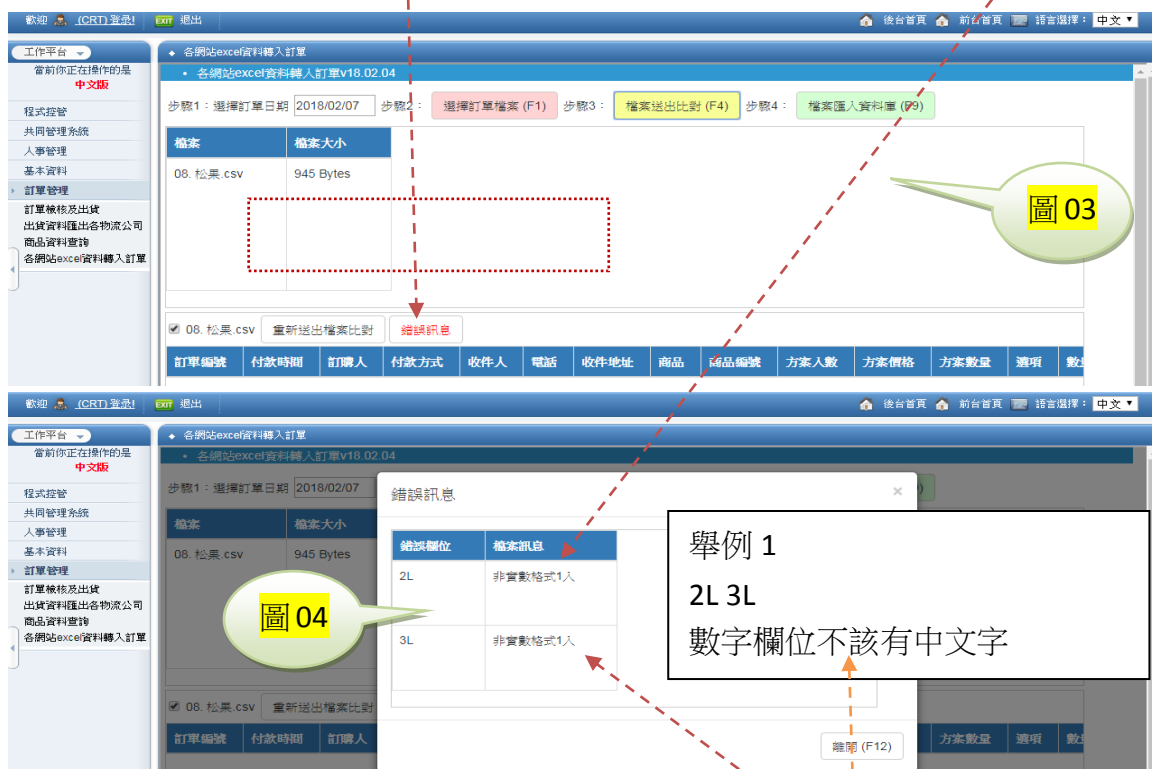 歡迎 (CRT) 登录! EXIT 退出 後台首頁 前台首頁 語言選擇： 中文
工作平台
當前你正在操作的是
中文版
程式控管
共同管理系統
人事管理
基本資料
訂單管理
訂單檢核及出貨
出貨資料匯出各物流公司
商品資料查詢
各網站excel資料轉入訂單
各網站excel資料轉入訂單
各網站excel資料轉入訂單v18.02.04
步驟1：選擇訂單日期 2018/02/07 步驟2： 選擇訂單檔案 (F1) 步驟3： 檔案送出比對 (F4) 步驟4： 檔案匯入資料庫 (F9)
檔案 檔案大小
08. 松果.csv 945 Bytes
圖 03
08. 松果.csv 重新送出檔案比對 錯誤訊息
訂單編號 付款時間 訂購人 付款方式 收件人 電話 收件地址 商品 商品編號 方案人數 方案價格 方案數量 選項
歡迎 (CRT) 登录! EXIT 退出 後台首頁 前台首頁 語言選擇： 中文
工作平台
當前你正在操作的是
中文版
程式控管
共同管理系統
人事管理
基本資料
訂單管理
訂單檢核及出貨
出貨資料匯出各物流公司
商品資料查詢
各網站excel資料轉入訂單
各網站excel資料轉入訂單
各網站excel資料轉入訂單v18.02.04
步驟1：選擇訂單日期 2018/02/07
檔案 檔案大小
08. 松果.csv 945 Bytes
圖 04
08. 松果.csv 重新送出檔案比對
訂單編號 付款時間 訂購人 方案數量 選項
錯誤訊息 ×
錯誤欄位 檔案訊息
2L 非實數格式1人
3L 非實數格式1人
離開 (F12)
舉例 1
2L 3L
數字欄位不該有中文字